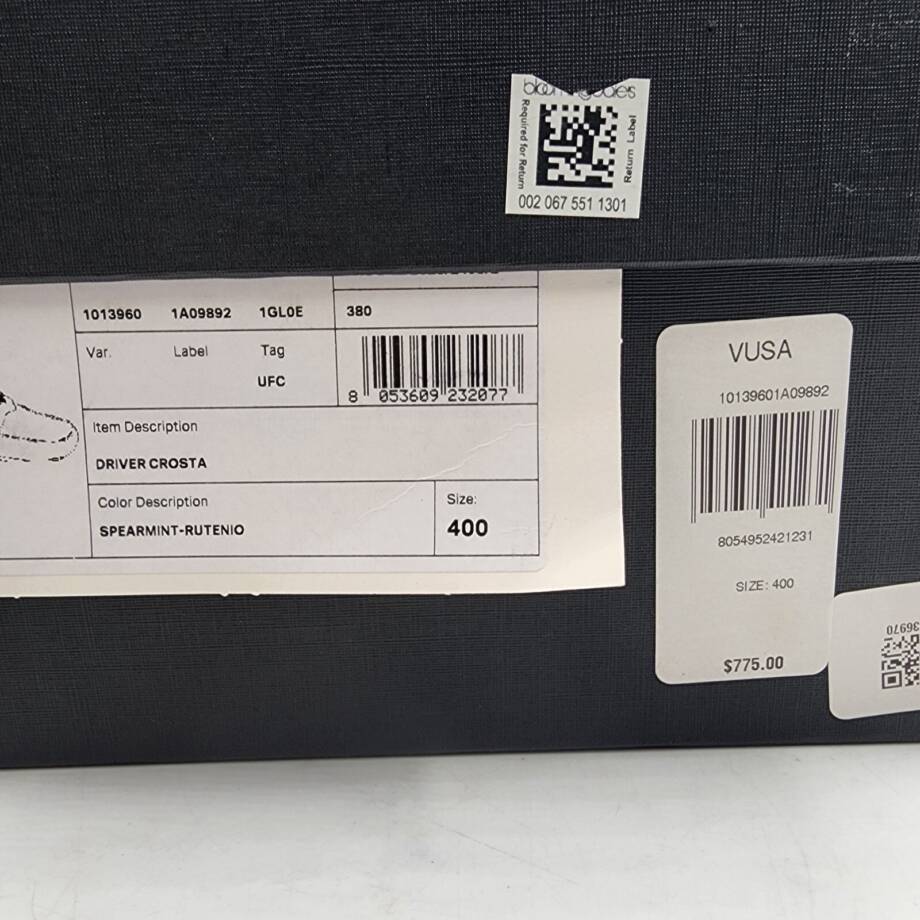 bloomingdales
Required for Return
Return Label
002 067 551 1301
1013960 1A09892 1GL0E 380
Var. Label Tag
UFC
8 053609 232077
Item Description
DRIVER CROSTA
Color Description
SPEARMINT-RUTENIO
Size:
400
VUSA
10139601A09892
8054952421231
SIZE: 400
$775.00
36970